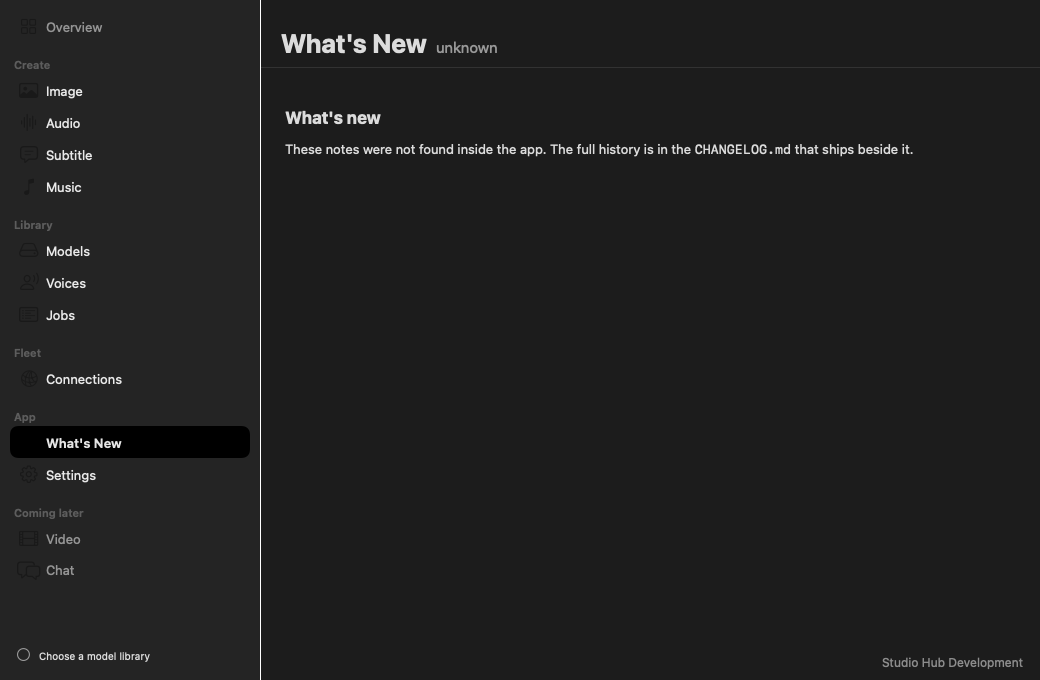 Overview
Create
Image
Audio
Subtitle
Music
Library
Models
Voices
Jobs
Fleet
Connections
App
What's New
Settings
Coming later
Video
Chat
Choose a model library
What's New unknown
What's new
These notes were not found inside the app. The full history is in the CHANGELOG.md that ships beside it.
Studio Hub Development